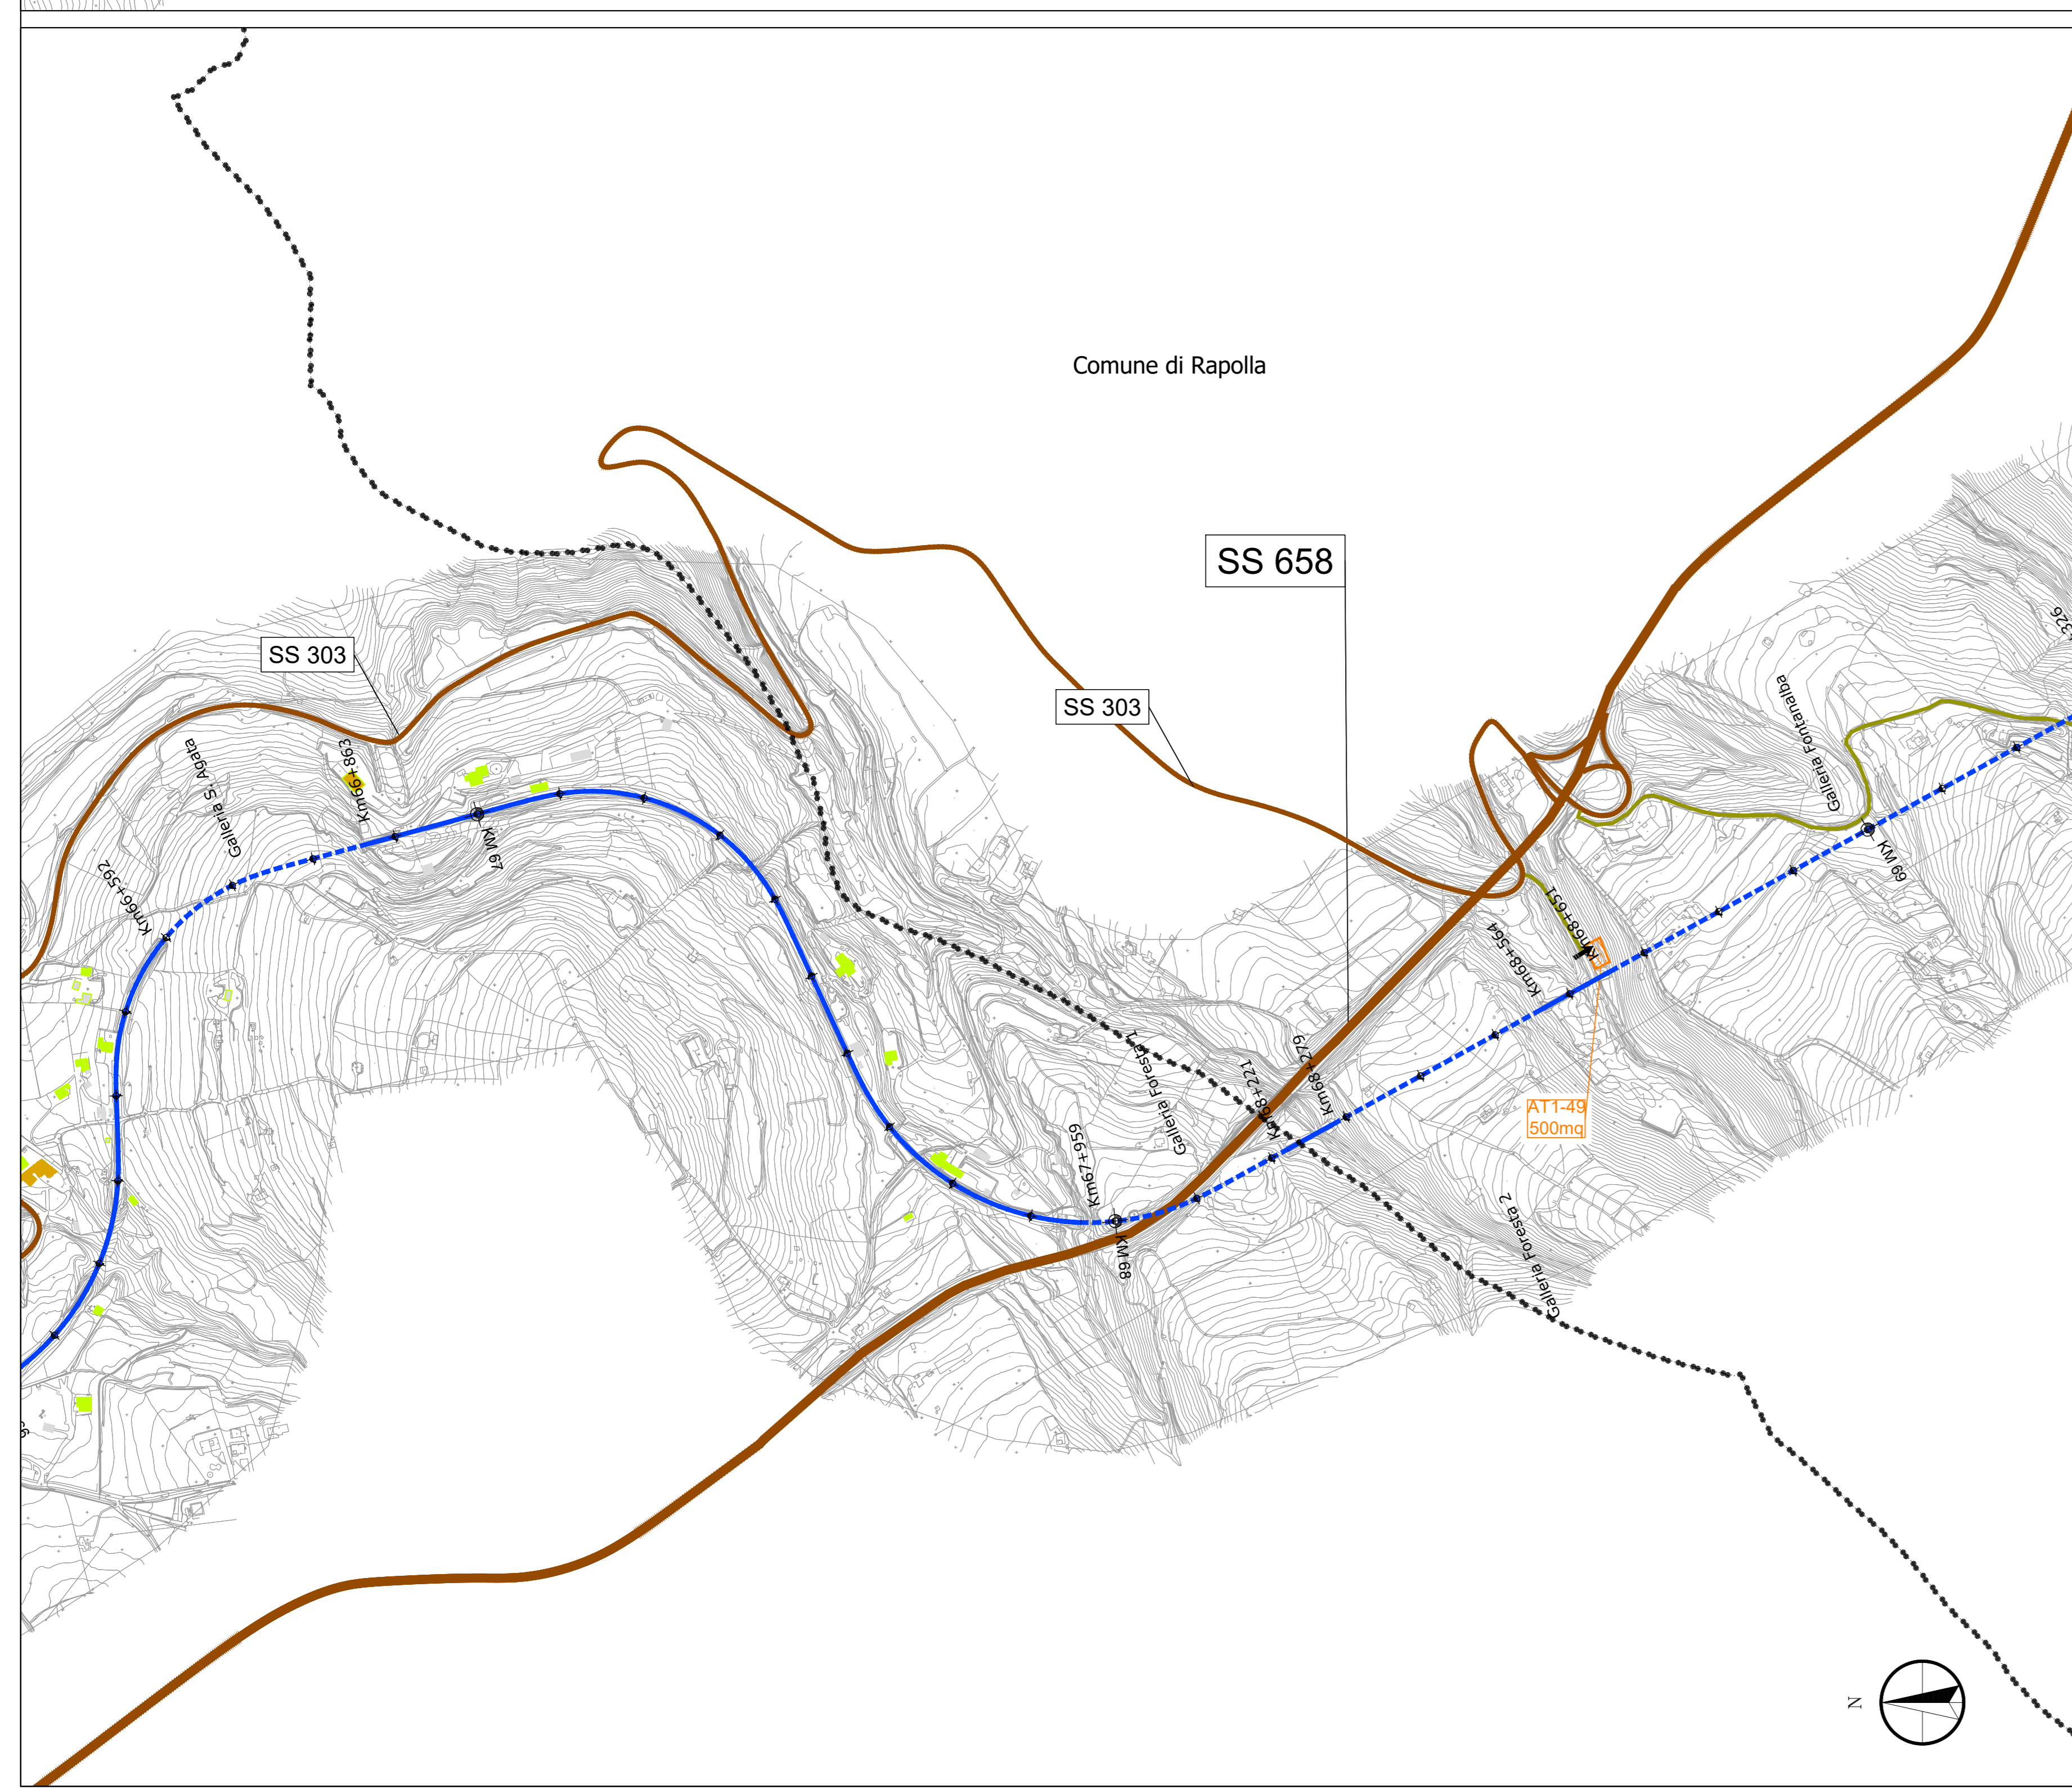 Comune di Rapolla
SS 658
SS 303
SS 303
Galleria S. Agata
Km66+863
Km66+592
KM 67
Galleria Fontanalba
KM 69
Km68+651
Km68+564
Km68+279
Km68+221
Galleria Foresta 1
Km67+959
KM 68
AT1-49
500mq
Galleria Foresta 2
N